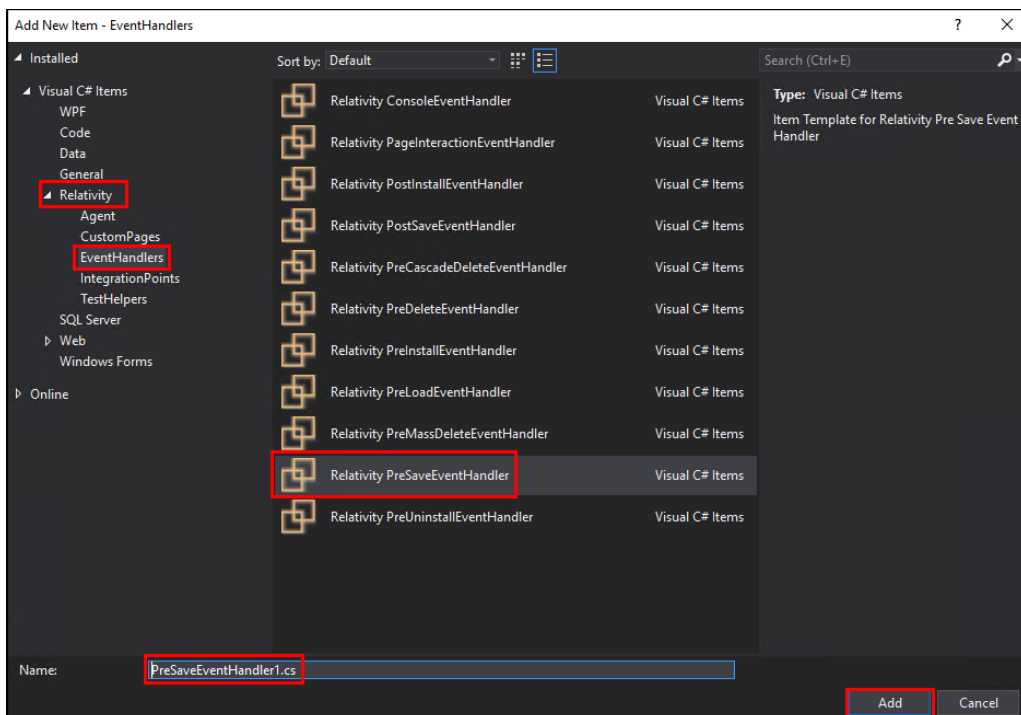 Add New Item - EventHandlers
?
Installed
Visual C# Items
WPF
Code
Data
General
Relativity
Agent
CustomPages
EventHandlers
IntegrationPoints
TestHelpers
SQL Server
Web
Windows Forms
Online
Sort by: Default
Relativity ConsoleEventHandler Visual C# Items
Relativity PageInteractionEventHandler Visual C# Items
Relativity PostInstallEventHandler Visual C# Items
Relativity PostSaveEventHandler Visual C# Items
Relativity PreCascadeDeleteEventHandler Visual C# Items
Relativity PreDeleteEventHandler Visual C# Items
Relativity PreInstallEventHandler Visual C# Items
Relativity PreLoadEventHandler Visual C# Items
Relativity PreMassDeleteEventHandler Visual C# Items
Relativity PreSaveEventHandler Visual C# Items
Relativity PreUninstallEventHandler Visual C# Items
Search (Ctrl+E)
Type: Visual C# Items
Item Template for Relativity Pre Save Event
Handler
Name: PreSaveEventHandler1.cs
Add Cancel